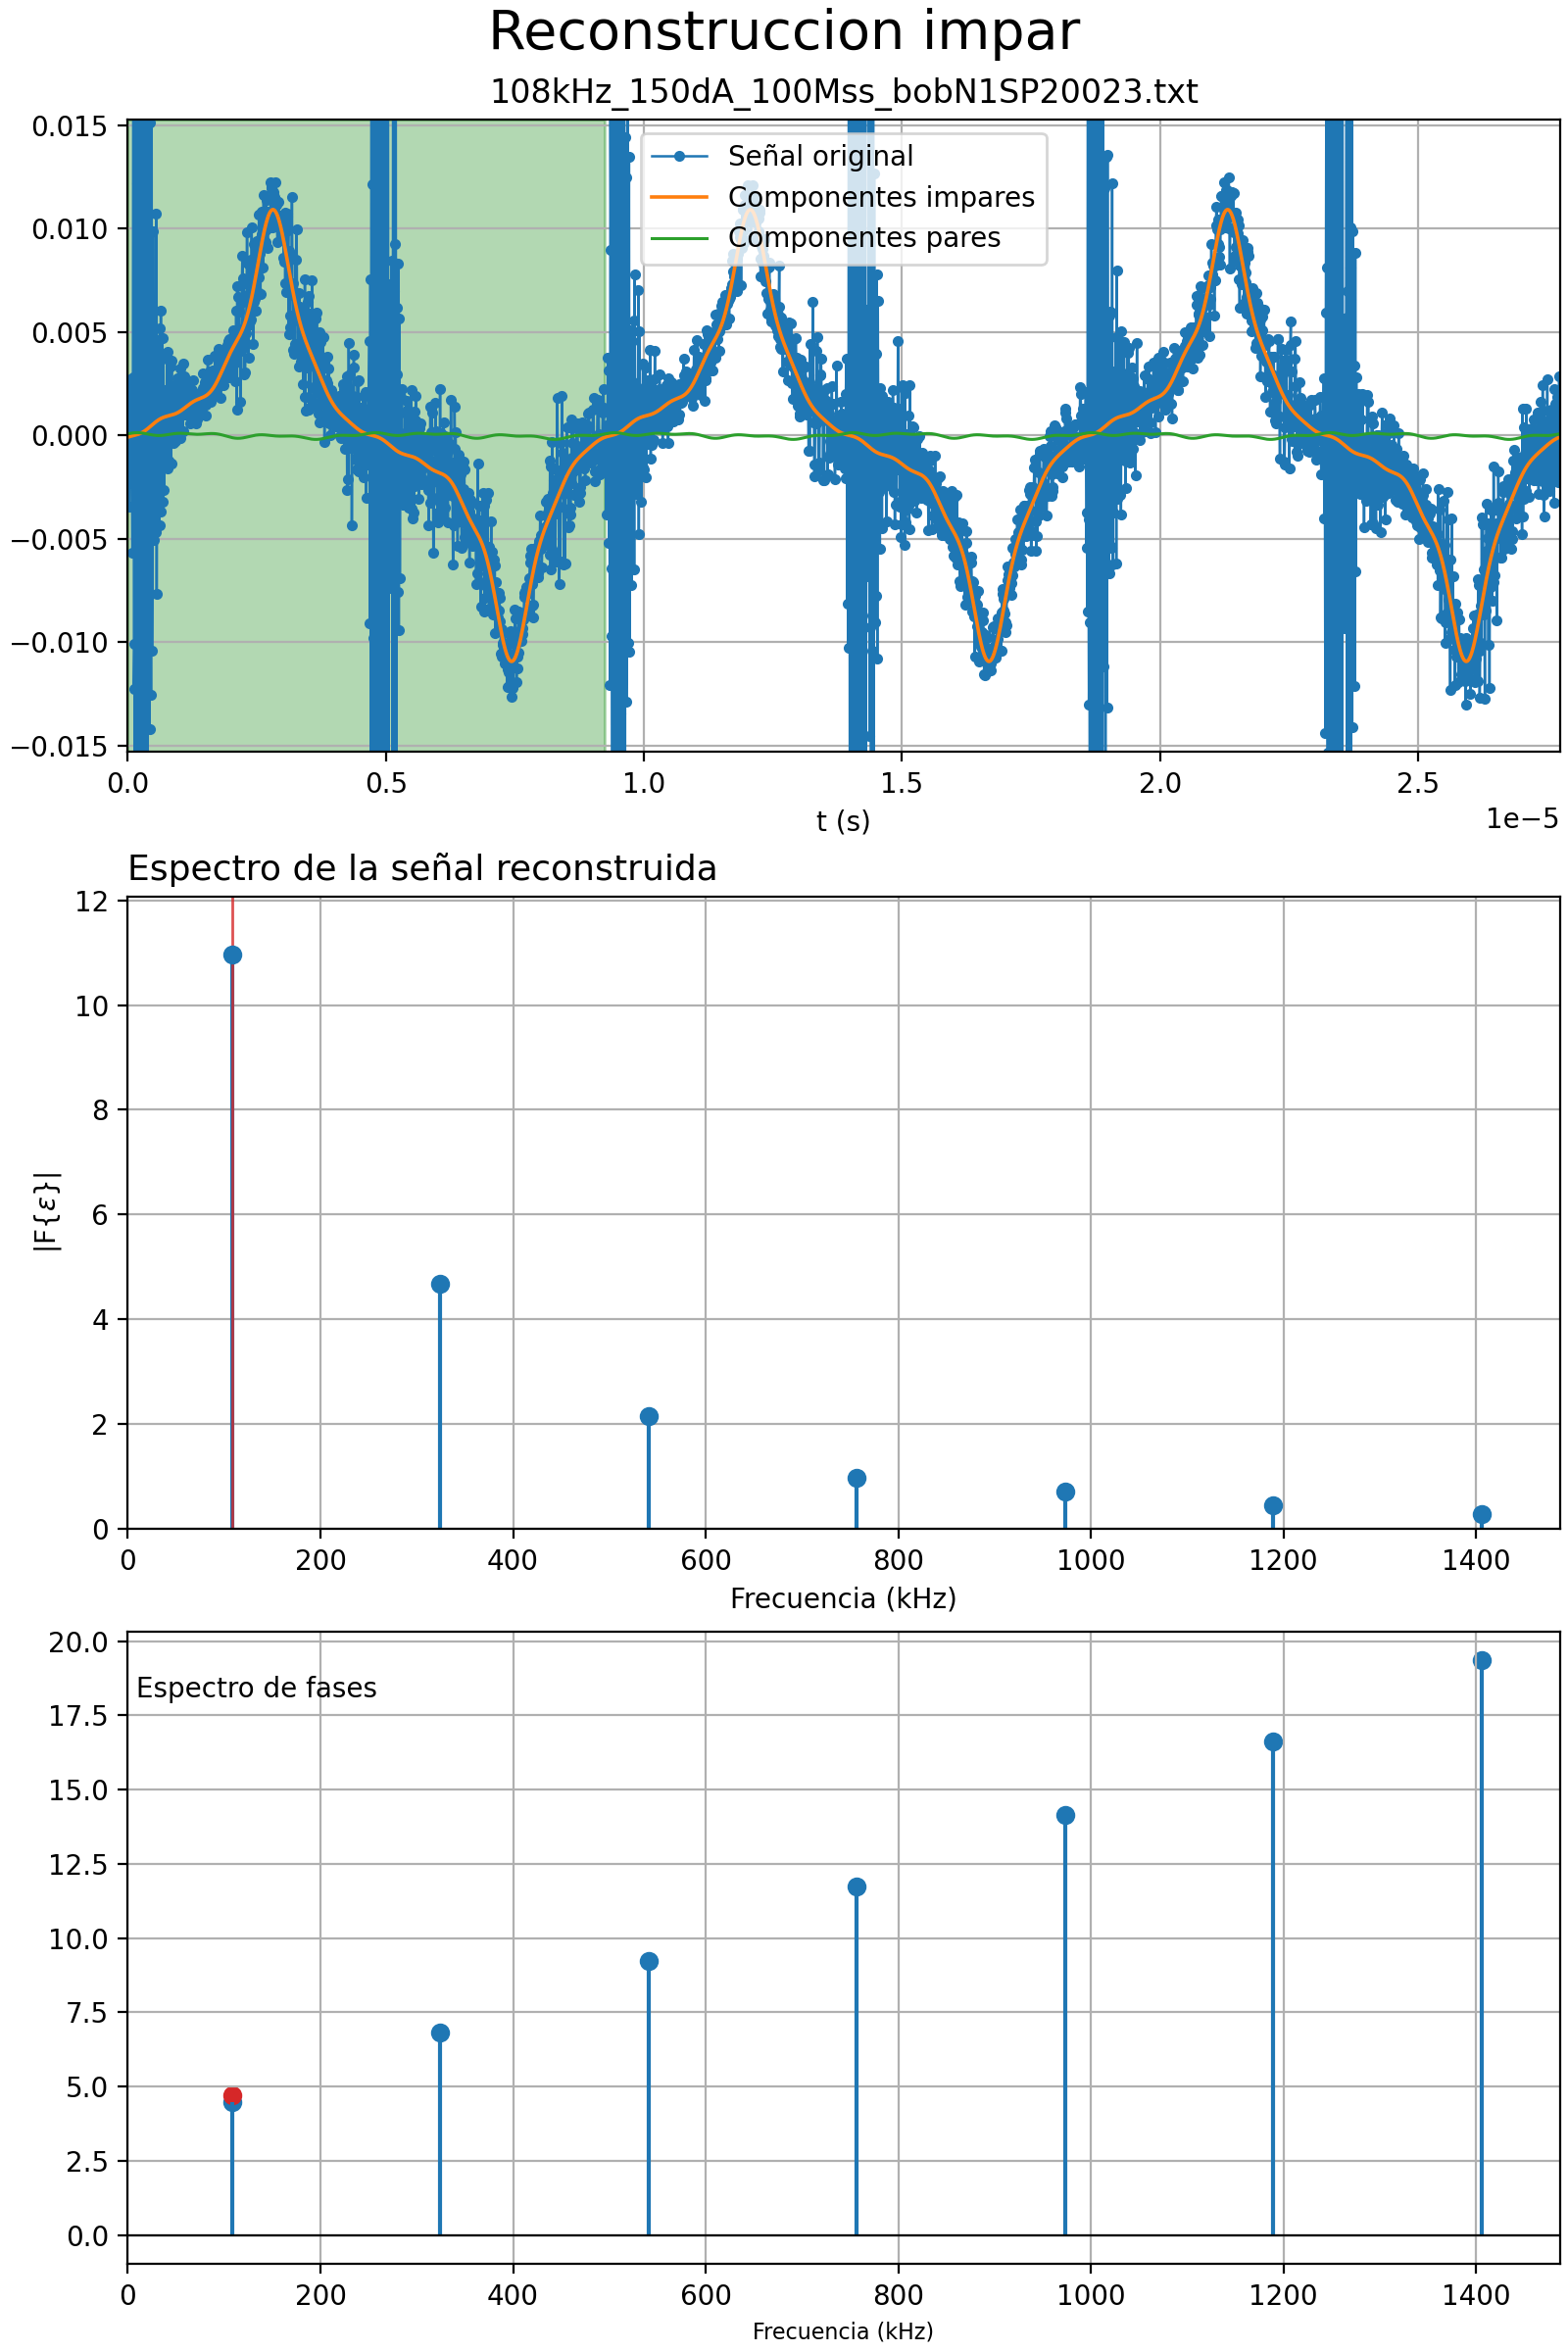 Reconstruccion impar
108kHz_150dA_100Mss_bobN1SP20023.txt
0.015
0.010
0.005
0.000
−0.005
−0.010
−0.015
Señal original
Componentes impares
Componentes pares
0.0 0.5 1.0 1.5 2.0 2.5
t (s)
1e−5
Espectro de la señal reconstruida
12
10
8
6
4
2
0
|F{ε}|
0 200 400 600 800 1000 1200 1400
Frecuencia (kHz)
20.0
17.5
15.0
12.5
10.0
7.5
5.0
2.5
0.0
Espectro de fases
0 200 400 600 800 1000 1200 1400
Frecuencia (kHz)